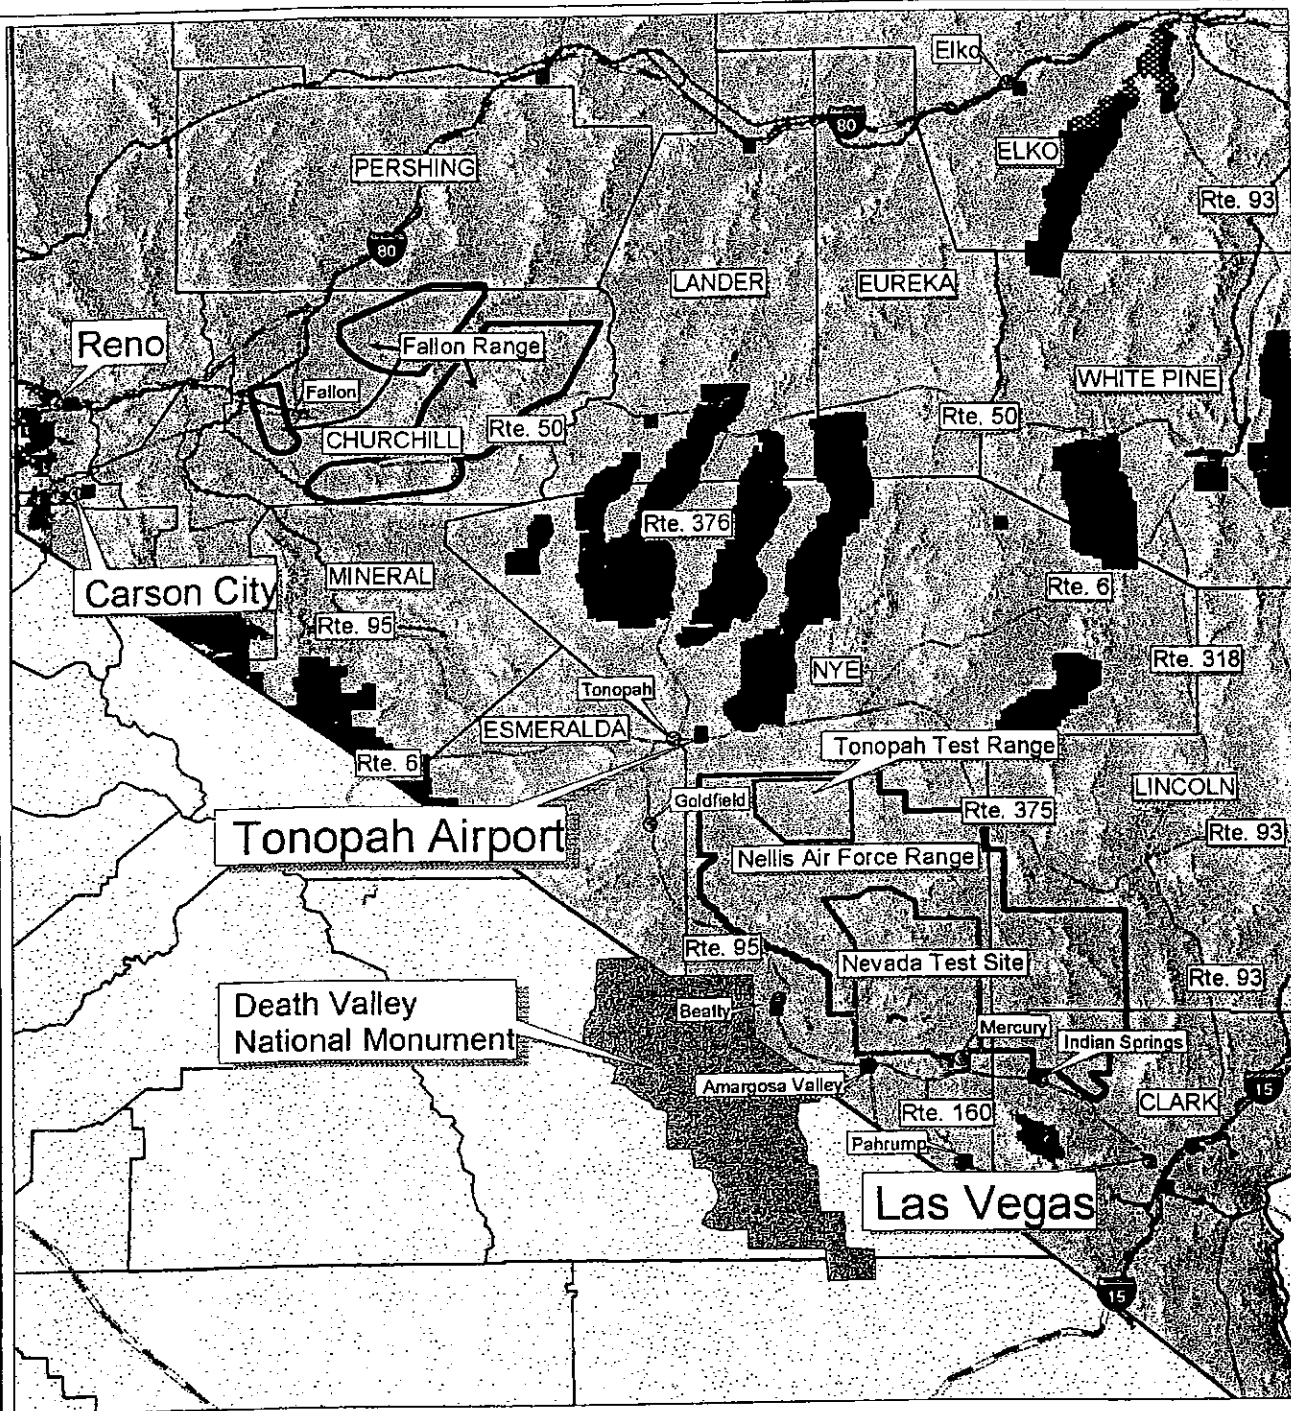 Elko
80
ELKO
PERSHING
Rte. 93
80
LANDER
EUREKA
Reno
Fallon Range
WHITE PINE
Fallon
Rte. 50
Rte. 50
CHURCHILL
Rte. 376
Carson City
MINERAL
Rte. 6
Rte. 95
Rte. 318
NYE
Tonopah
ESMERALDA
Tonopah Test Range
Rte. 6
LINCOLN
Goldfield
Rte. 375
Tonopah Airport
Rte. 93
Nellis Air Force Range
Rte. 95
Nevada Test Site
Rte. 93
Death Valley
National Monument
Beatty
Mercury
Indian Springs
Amargosa Valley
15
CLARK
Rte. 160
Pahrump
Las Vegas
15